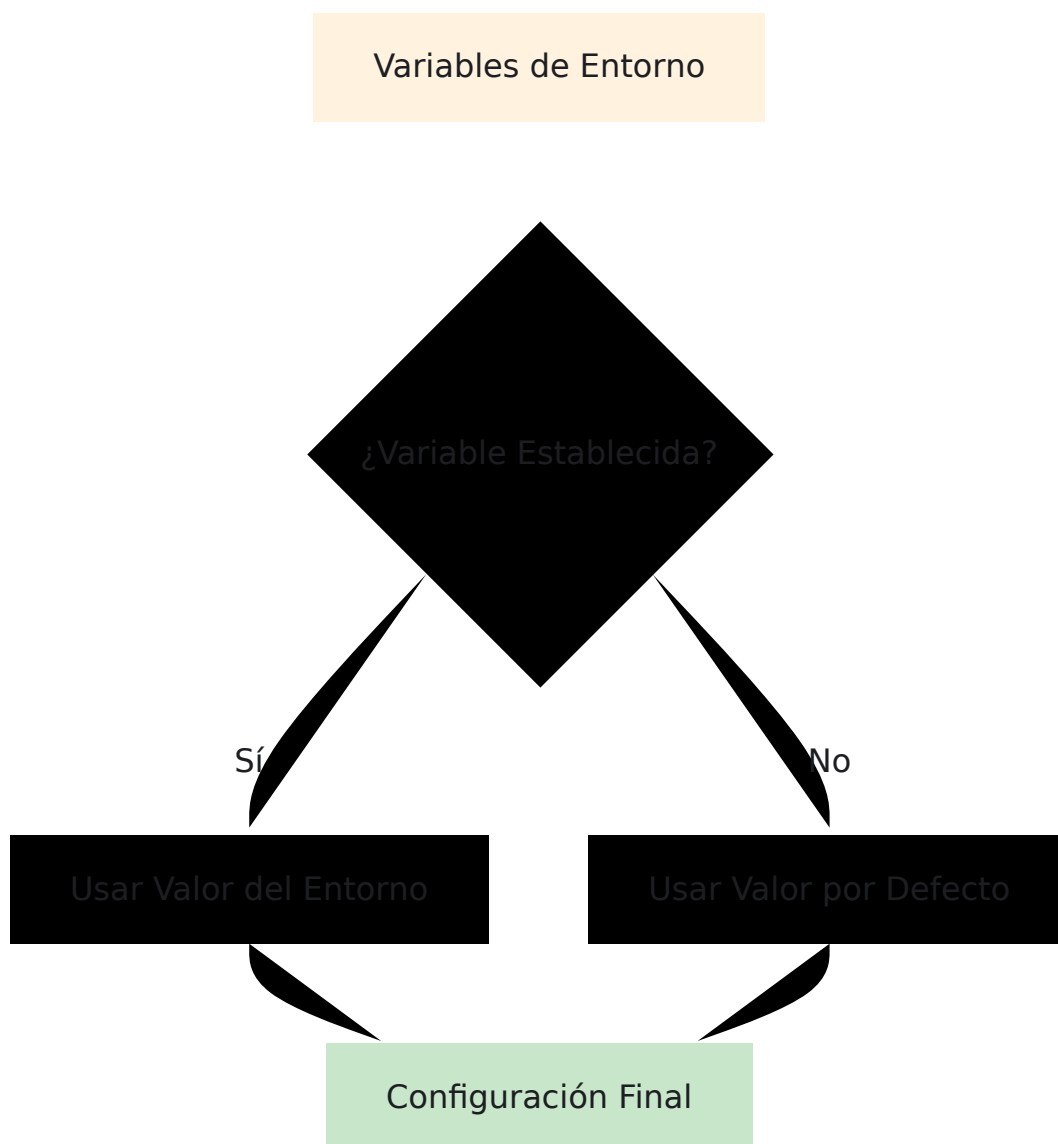 Variables de Entorno
¿Variable Establecida?
Sí
No
Usar Valor del Entorno
Usar Valor por Defecto
Configuración Final